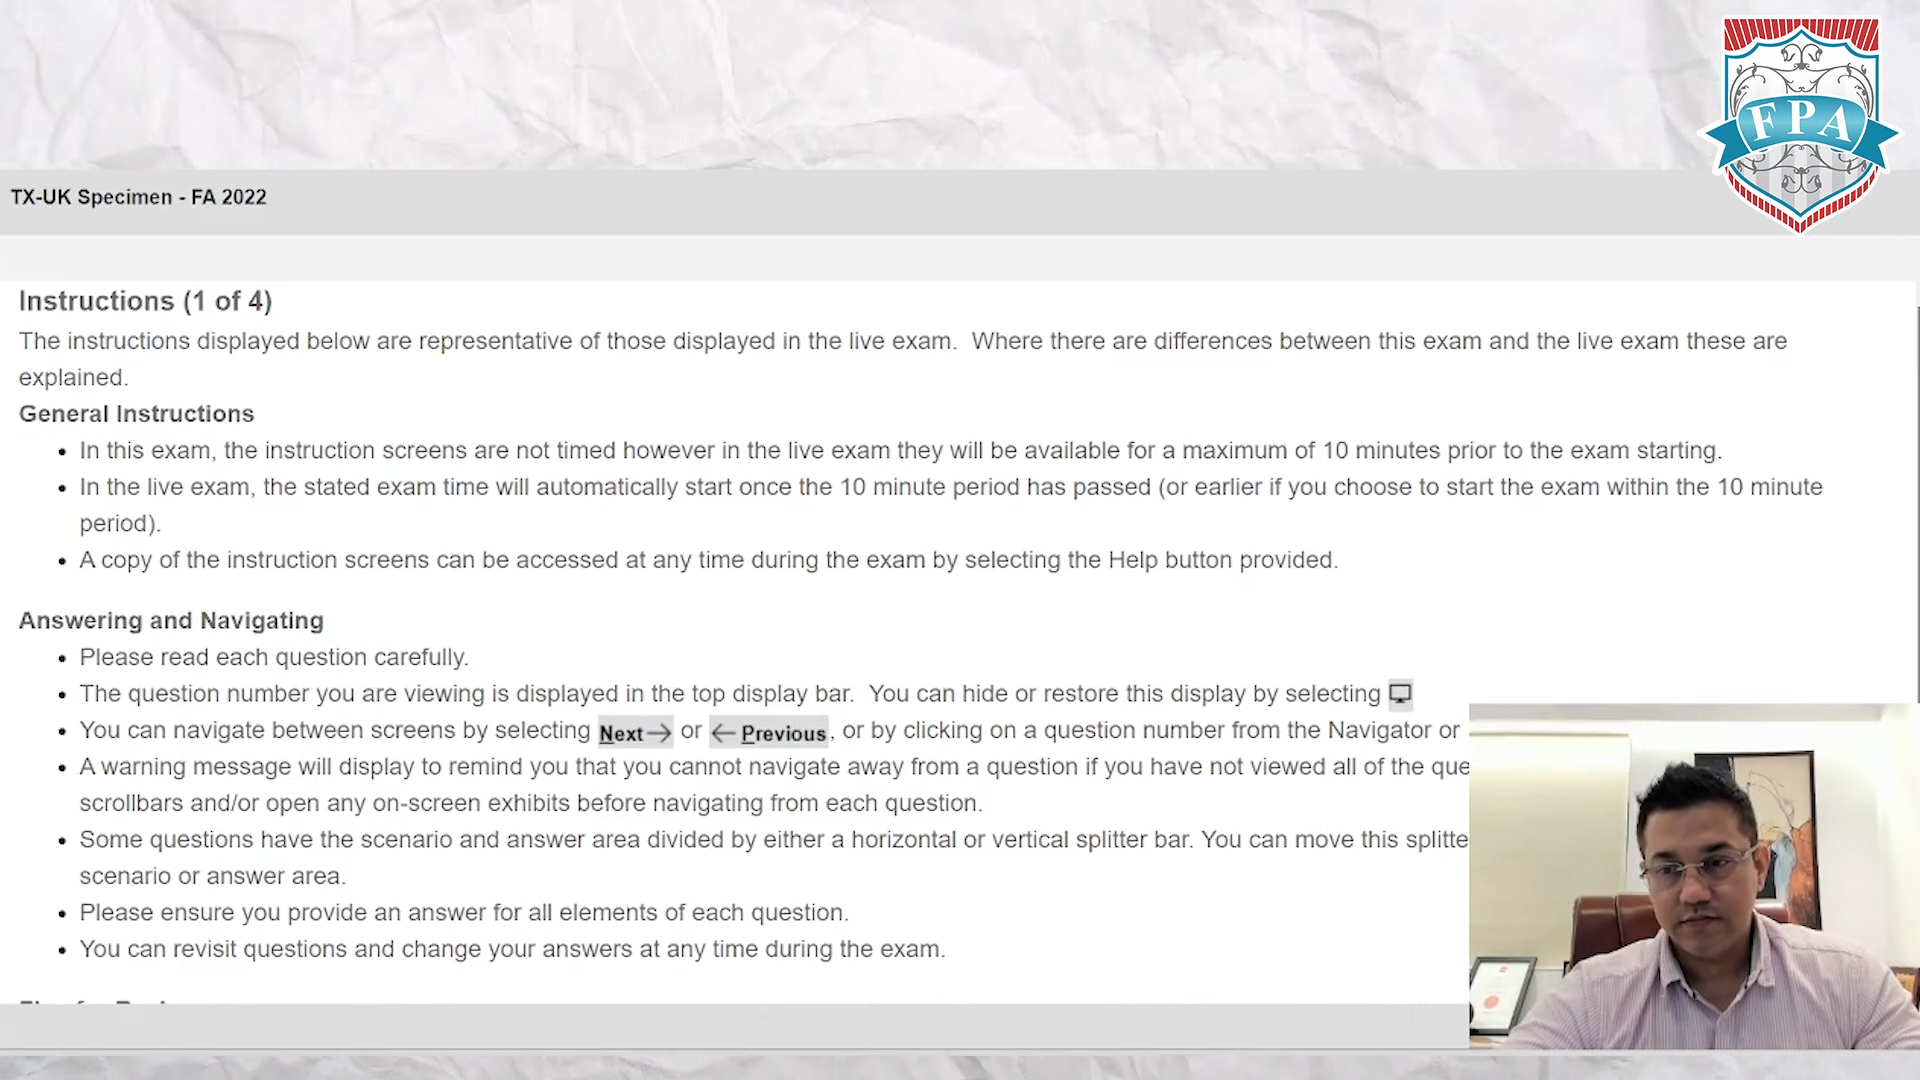 FPA
TX-UK Specimen - FA 2022
Instructions (1 of 4)
The instructions displayed below are representative of those displayed in the live exam.  Where there are differences between this exam and the live exam these are
explained.
General Instructions
• In this exam, the instruction screens are not timed however in the live exam they will be available for a maximum of 10 minutes prior to the exam starting.
• In the live exam, the stated exam time will automatically start once the 10 minute period has passed (or earlier if you choose to start the exam within the 10 minute
period).
• A copy of the instruction screens can be accessed at any time during the exam by selecting the Help button provided.
Answering and Navigating
• Please read each question carefully.
• The question number you are viewing is displayed in the top display bar.  You can hide or restore this display by selecting
• You can navigate between screens by selecting Next→ or ←Previous, or by clicking on a question number from the Navigator or
• A warning message will display to remind you that you cannot navigate away from a question if you have not viewed all of the que
scrollbars and/or open any on-screen exhibits before navigating from each question.
• Some questions have the scenario and answer area divided by either a horizontal or vertical splitter bar. You can move this splitte
scenario or answer area.
• Please ensure you provide an answer for all elements of each question.
• You can revisit questions and change your answers at any time during the exam.